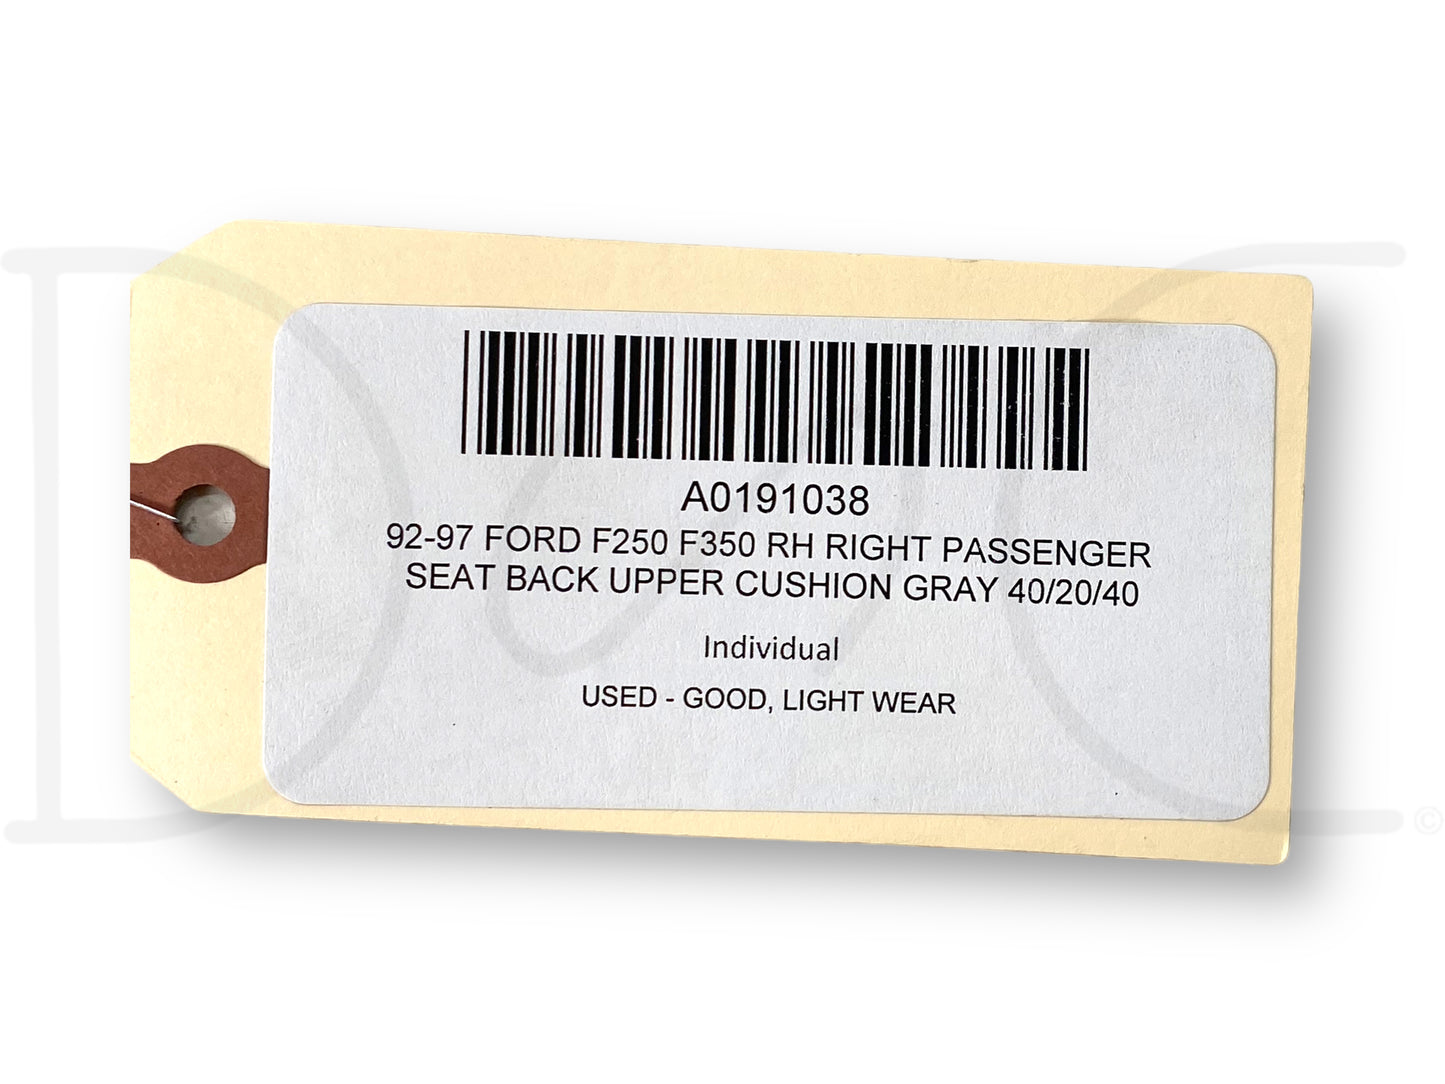 A0191038
92-97 FORD F250 F350 RH RIGHT PASSENGER
SEAT BACK UPPER CUSHION GRAY 40/20/40
Individual
USED - GOOD, LIGHT WEAR
©